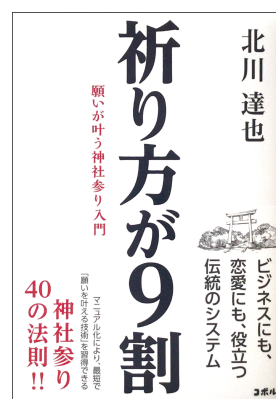 北川 達也
祈り方が9割
願いが叶う神社参り入門
ビジネスにも、
恋愛にも、役立つ
伝統のシステム
マニュアル化により、最短で
『願いを叶える技術』を習得できる
神社参り
40の法則!!
コボル